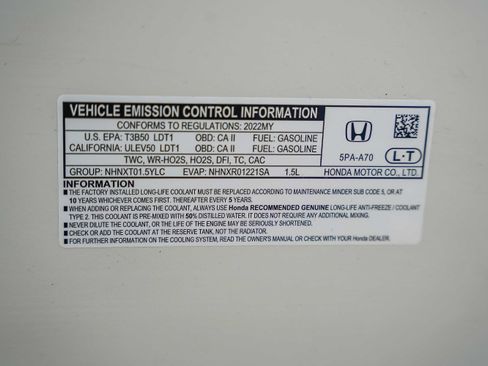 VEHICLE EMISSION CONTROL INFORMATION
CONFORMS TO REGULATIONS: 2022MY
U.S. EPA: T3B50 LDT1 OBD: CA II FUEL: GASOLINE
CALIFORNIA: ULEV50 LDT1 OBD: CA II FUEL: GASOLINE
TWC, WR-HO2S, HO2S, DFI, TC, CAC
GROUP: NHNXT01.5YLC EVAP: NHNXR01221SA 1.5L
5PA-A70
L·T
HONDA MOTOR CO., LTD.
INFORMATION
■ THE FACTORY INSTALLED LONG-LIFE COOLANT MUST BE REPLACED ACCORDING TO MAINTENANCE MINDER SUB CODE 5, OR AT
10 YEARS WHICHEVER COMES FIRST. THEREAFTER EVERY 5 YEARS.
■ WHEN ADDING OR REPLACING THE COOLANT, ALWAYS USE Honda RECOMMENDED GENUINE LONG-LIFE ANTI-FREEZE / COOLANT
TYPE 2. THIS COOLANT IS PRE-MIXED WITH 50% DISTILLED WATER. IT DOES NOT REQUIRE ANY ADDITIONAL MIXING.
■ NEVER DILUTE THE COOLANT, OR THE LIFE OF THE ENGINE MAY BE SERIOUSLY SHORTENED.
■ CHECK AND ADD COOLANT AT THE RESERVE TANK, NOT THE RADIATOR.
■ FOR FURTHER INFORMATION ON THE COOLING SYSTEM, READ THE OWNER'S MANUAL OR CHECK WITH AN AUTHORIZED Honda DEALER.